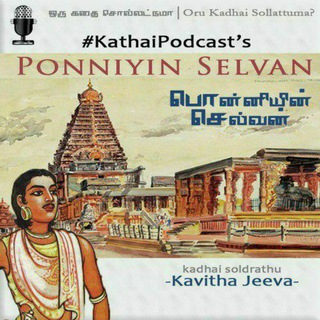 ஒரு கதை சொல்லட்டுமா | Oru Kadhai Sollattuma?
#KathaiPodcast's
PONNIYIN SELVAN
பொன்னியின்
செல்வன்
kadhai soldrathu
-Kavitha Jeeva-